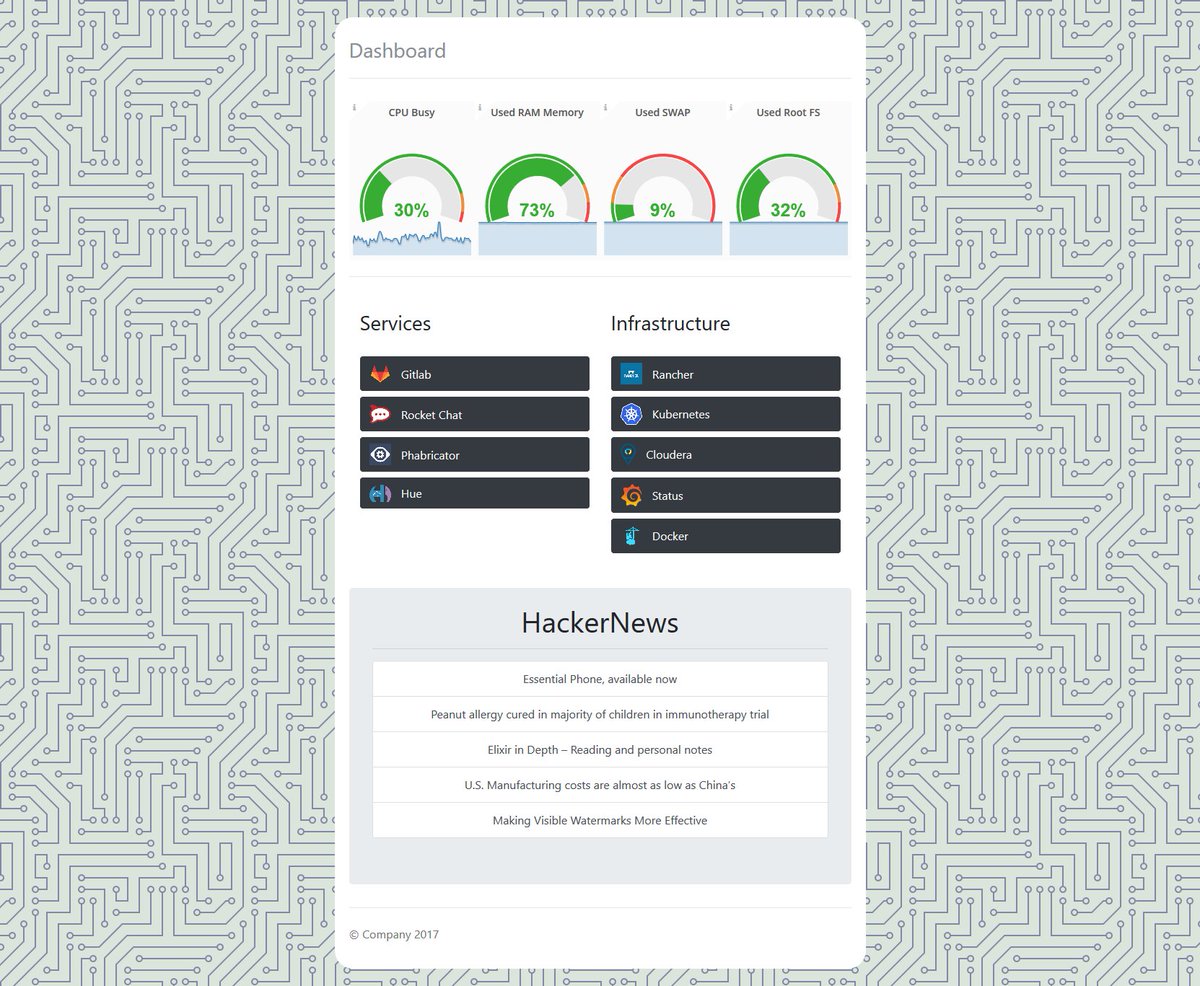 Dashboard
CPU Busy
Used RAM Memory
Used SWAP
Used Root FS
30%
73%
9%
32%
Services
Gitlab
Rocket Chat
Phabricator
Hue
Infrastructure
Rancher
Kubernetes
Cloudera
Status
Docker
HackerNews
Essential Phone, available now
Peanut allergy cured in majority of children in immunotherapy trial
Elixir in Depth – Reading and personal notes
U.S. Manufacturing costs are almost as low as China's
Making Visible Watermarks More Effective
© Company 2017